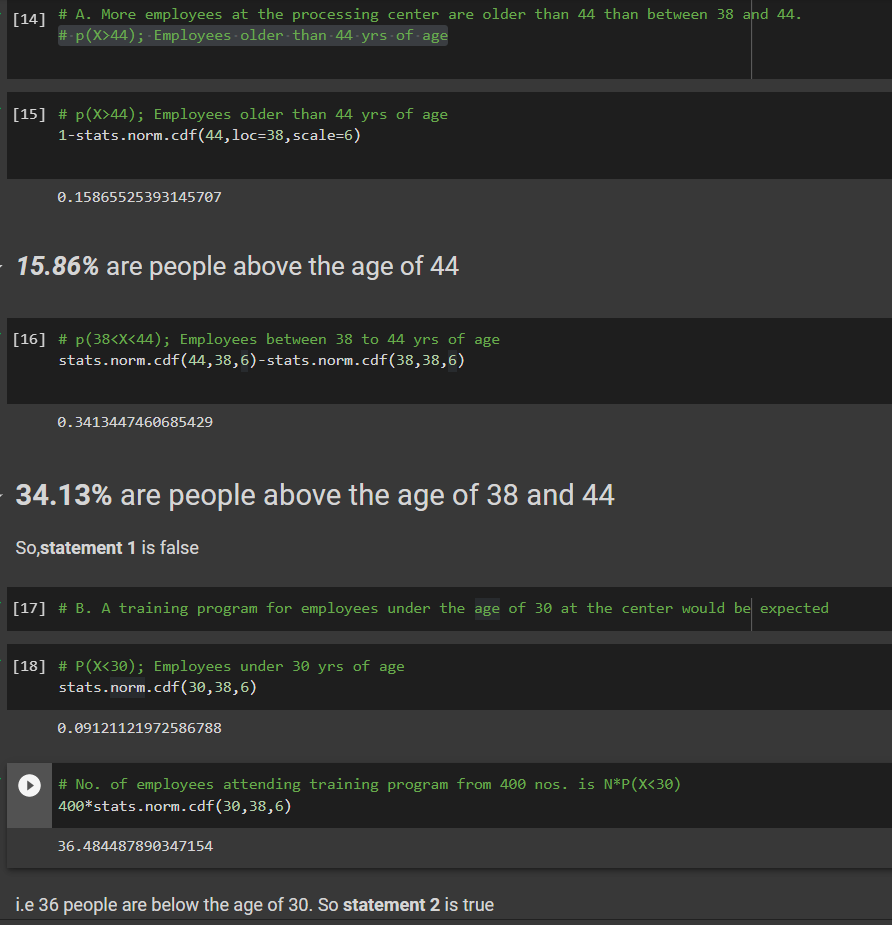 [14] # A. More employees at the processing center are older than 44 than between 38 and 44.
# p(X>44); Employees older than 44 yrs of age
[15] # p(X>44); Employees older than 44 yrs of age
1-stats.norm.cdf(44,loc=38,scale=6)
0.15865525393145707
15.86% are people above the age of 44
[16] # p(38<X<44); Employees between 38 to 44 yrs of age
stats.norm.cdf(44,38,6)-stats.norm.cdf(38,38,6)
0.3413447460685429
34.13% are people above the age of 38 and 44
So,statement 1 is false
[17] # B. A training program for employees under the age of 30 at the center would be expected
[18] # P(X<30); Employees under 30 yrs of age
stats.norm.cdf(30,38,6)
0.09121121972586788
# No. of employees attending training program from 400 nos. is N*P(X<30)
400*stats.norm.cdf(30,38,6)
36.484487890347154
i.e 36 people are below the age of 30. So statement 2 is true